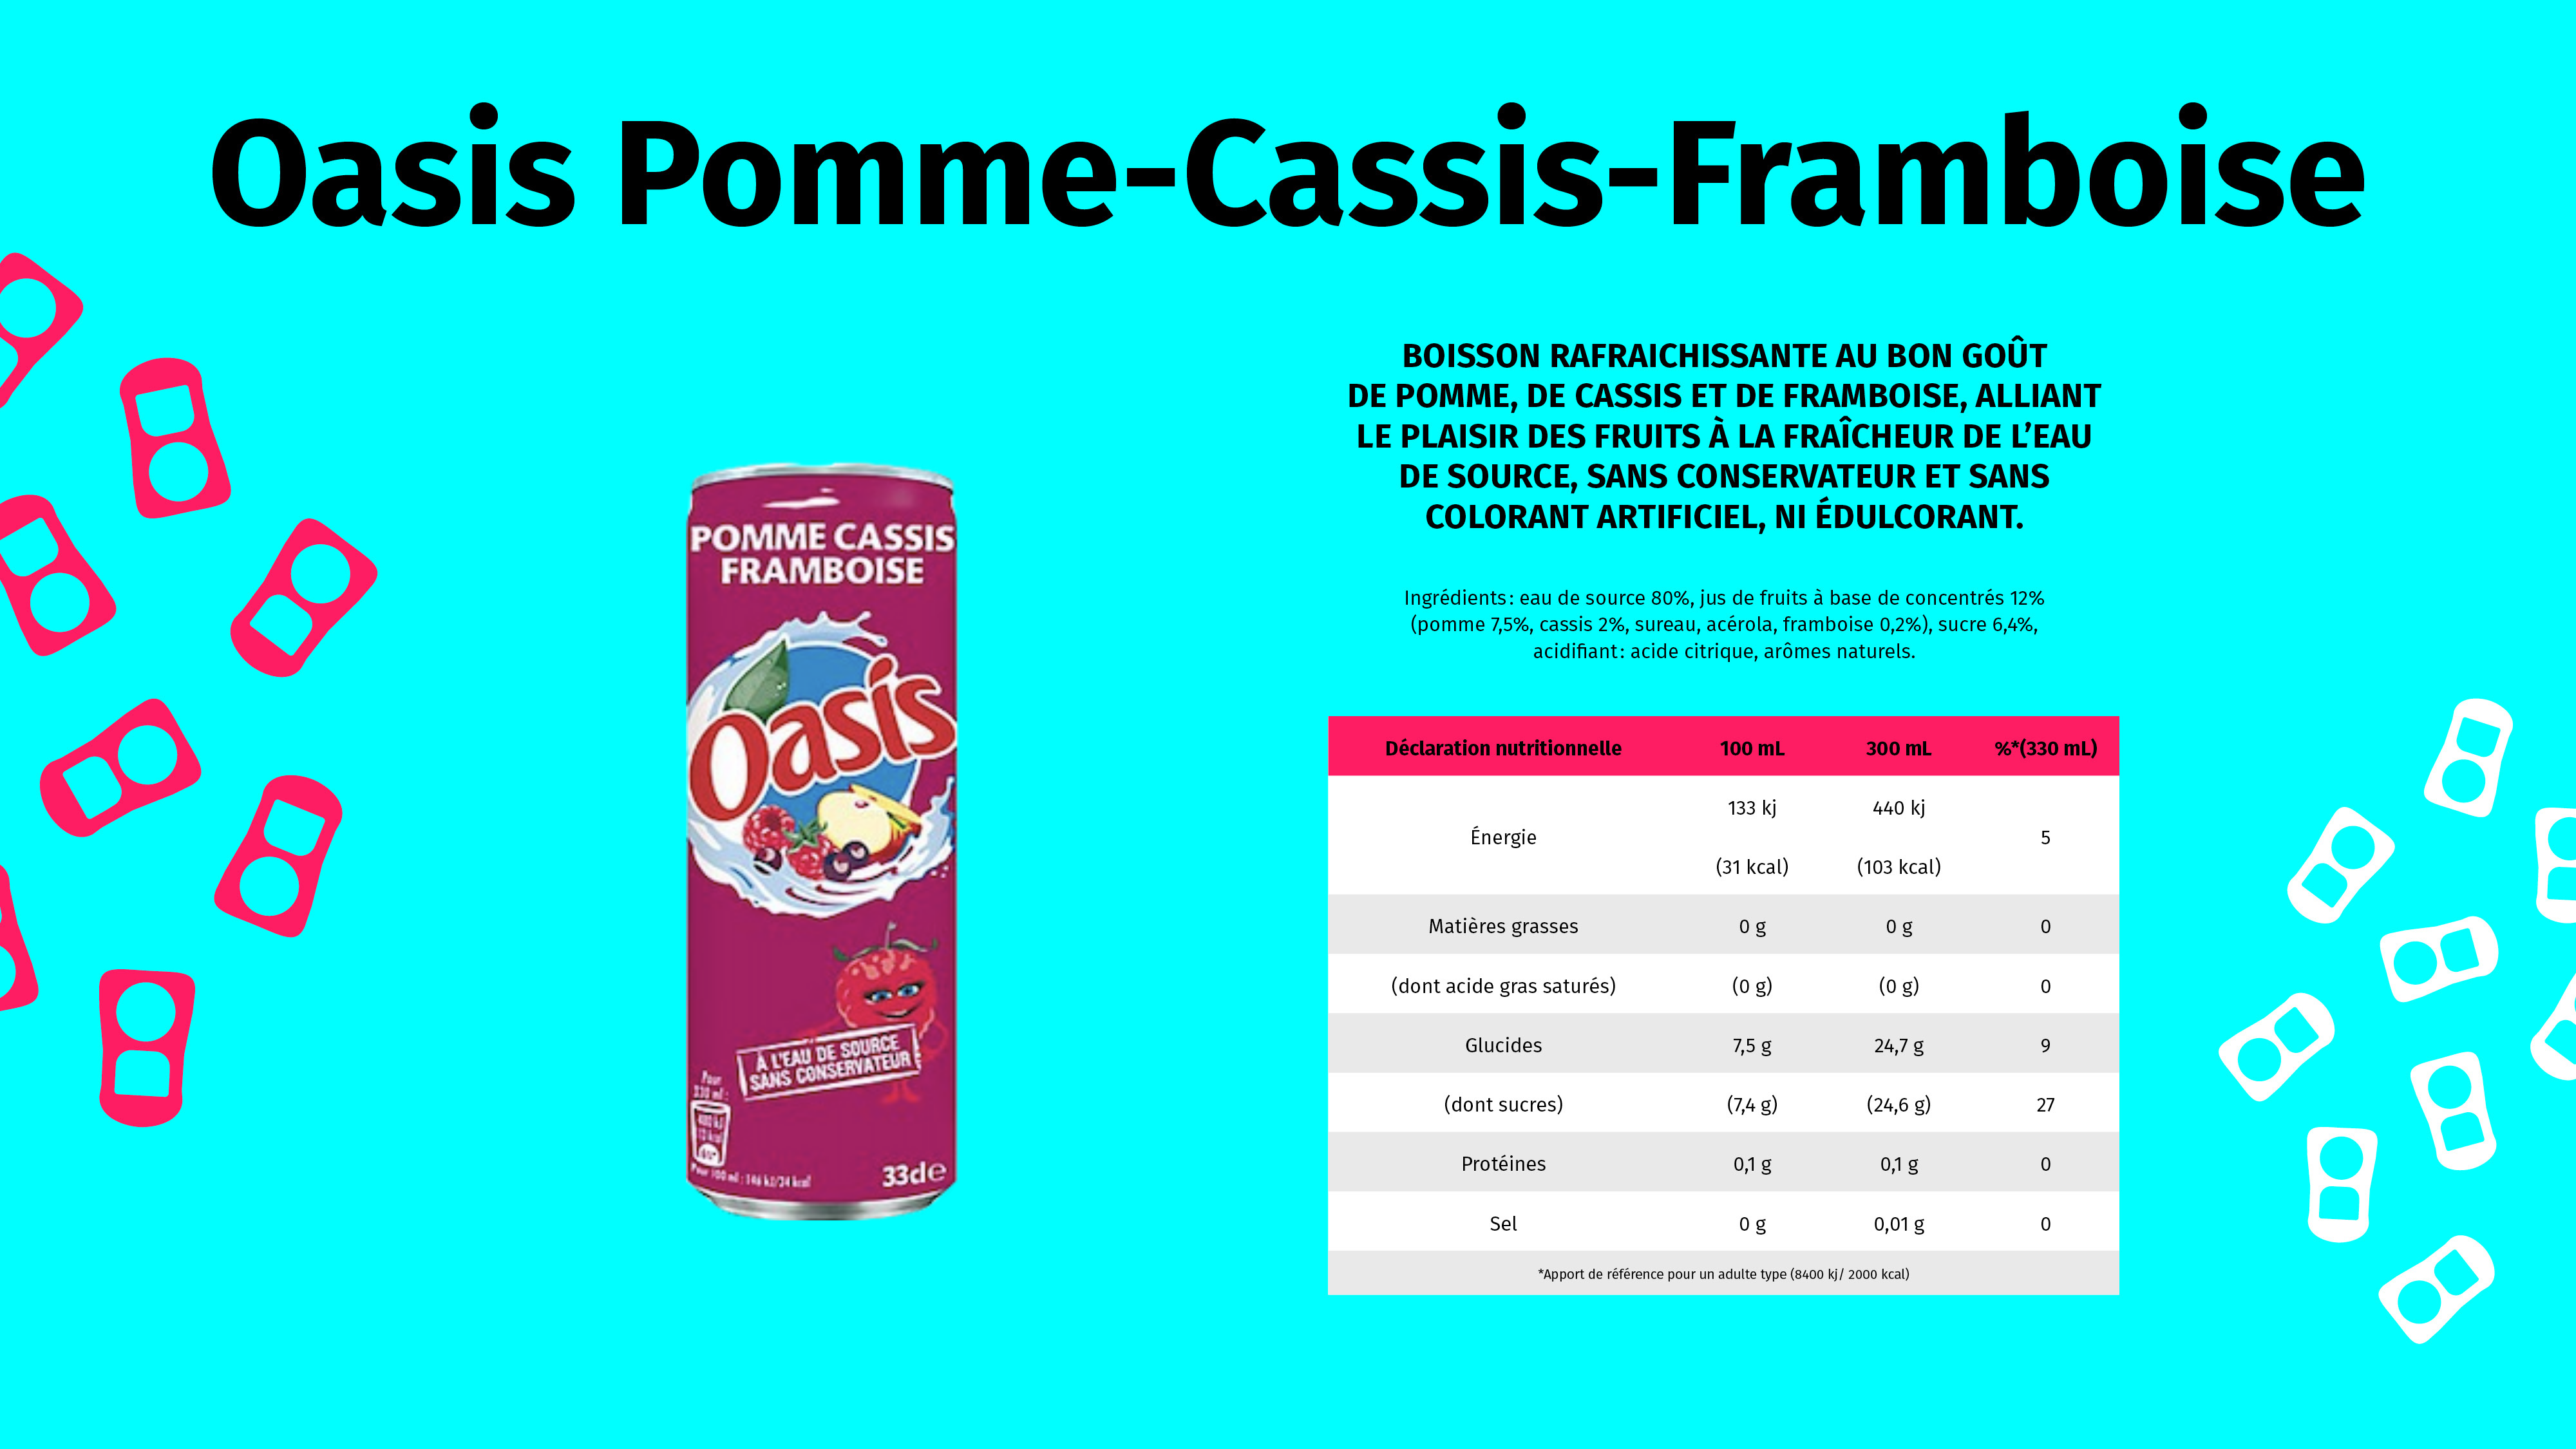 Oasis Pomme-Cassis-Framboise
BOISSON RAFRAICHISSANTE AU BON GOÛT
DE POMME, DE CASSIS ET DE FRAMBOISE, ALLIANT
LE PLAISIR DES FRUITS À LA FRAÎCHEUR DE L’EAU
DE SOURCE, SANS CONSERVATEUR ET SANS
COLORANT ARTIFICIEL, NI ÉDULCORANT.
Ingrédients : eau de source 80%, jus de fruits à base de concentrés 12%
(pomme 7,5%, cassis 2%, sureau, acérola, framboise 0,2%), sucre 6,4%,
acidifiant : acide citrique, arômes naturels.
POMME CASSIS
FRAMBOISE
Oasis
À L'EAU DE SOURCE
SANS CONSERVATEUR
Pour
330 ml :
Pour 100 ml : 146 kJ/34 kcal
33cle
Déclaration nutritionnelle 100 mL 300 mL %*(330 mL)
Énergie 133 kj (31 kcal) 440 kj (103 kcal) 5
Matières grasses 0 g 0 g 0
(dont acide gras saturés) (0 g) (0 g) 0
Glucides 7,5 g 24,7 g 9
(dont sucres) (7,4 g) (24,6 g) 27
Protéines 0,1 g 0,1 g 0
Sel 0 g 0,01 g 0
*Apport de référence pour un adulte type (8400 kj/ 2000 kcal)